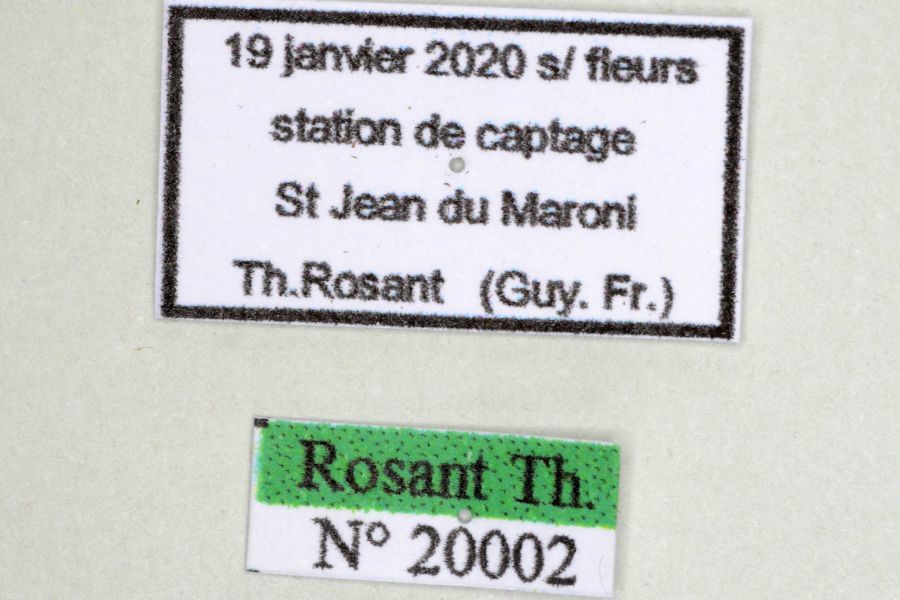 19 janvier 2020 s/ fleurs
station de captage
St Jean du Maroni
Th.Rosant (Guy. Fr.)
Rosant Th.
N° 20002